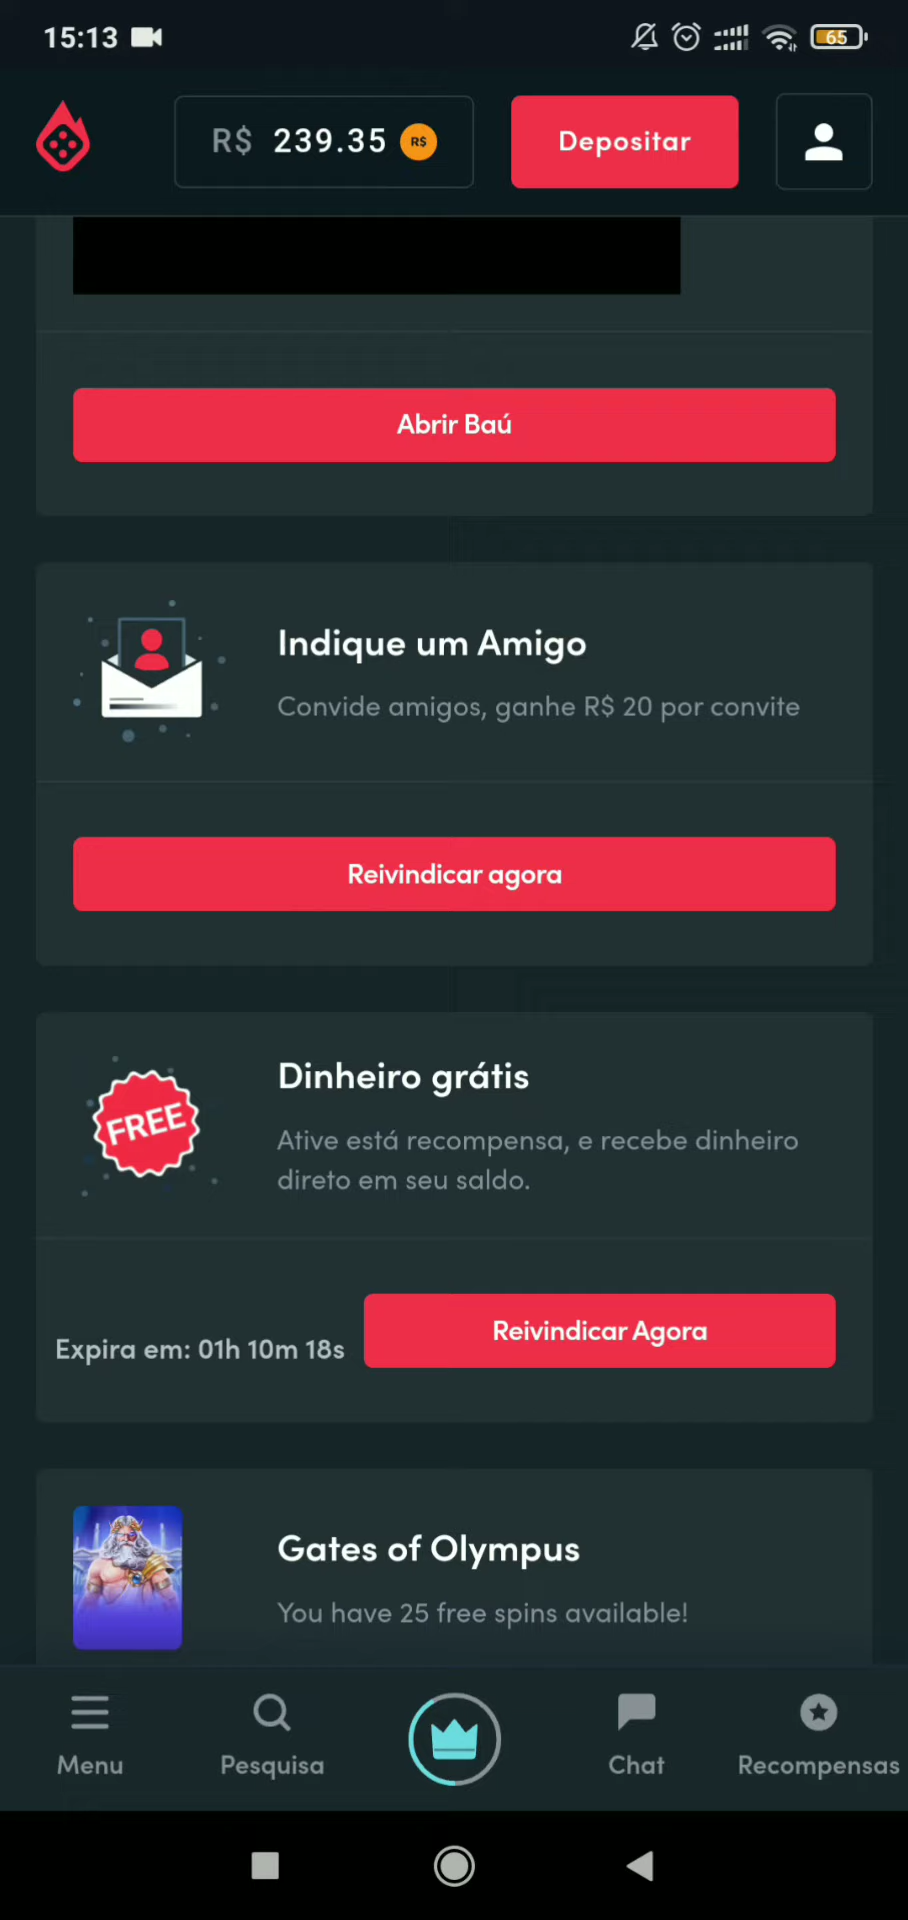 15:13
65
R$ 239.35 R$
Depositar
Abrir Baú
Indique um Amigo
Convide amigos, ganhe R$ 20 por convite
Reivindicar agora
FREE
Dinheiro grátis
Ative está recompensa, e recebe dinheiro
direto em seu saldo.
Expira em: 01h 10m 18s
Reivindicar Agora
Gates of Olympus
You have 25 free spins available!
Menu
Pesquisa
Chat
Recompensas